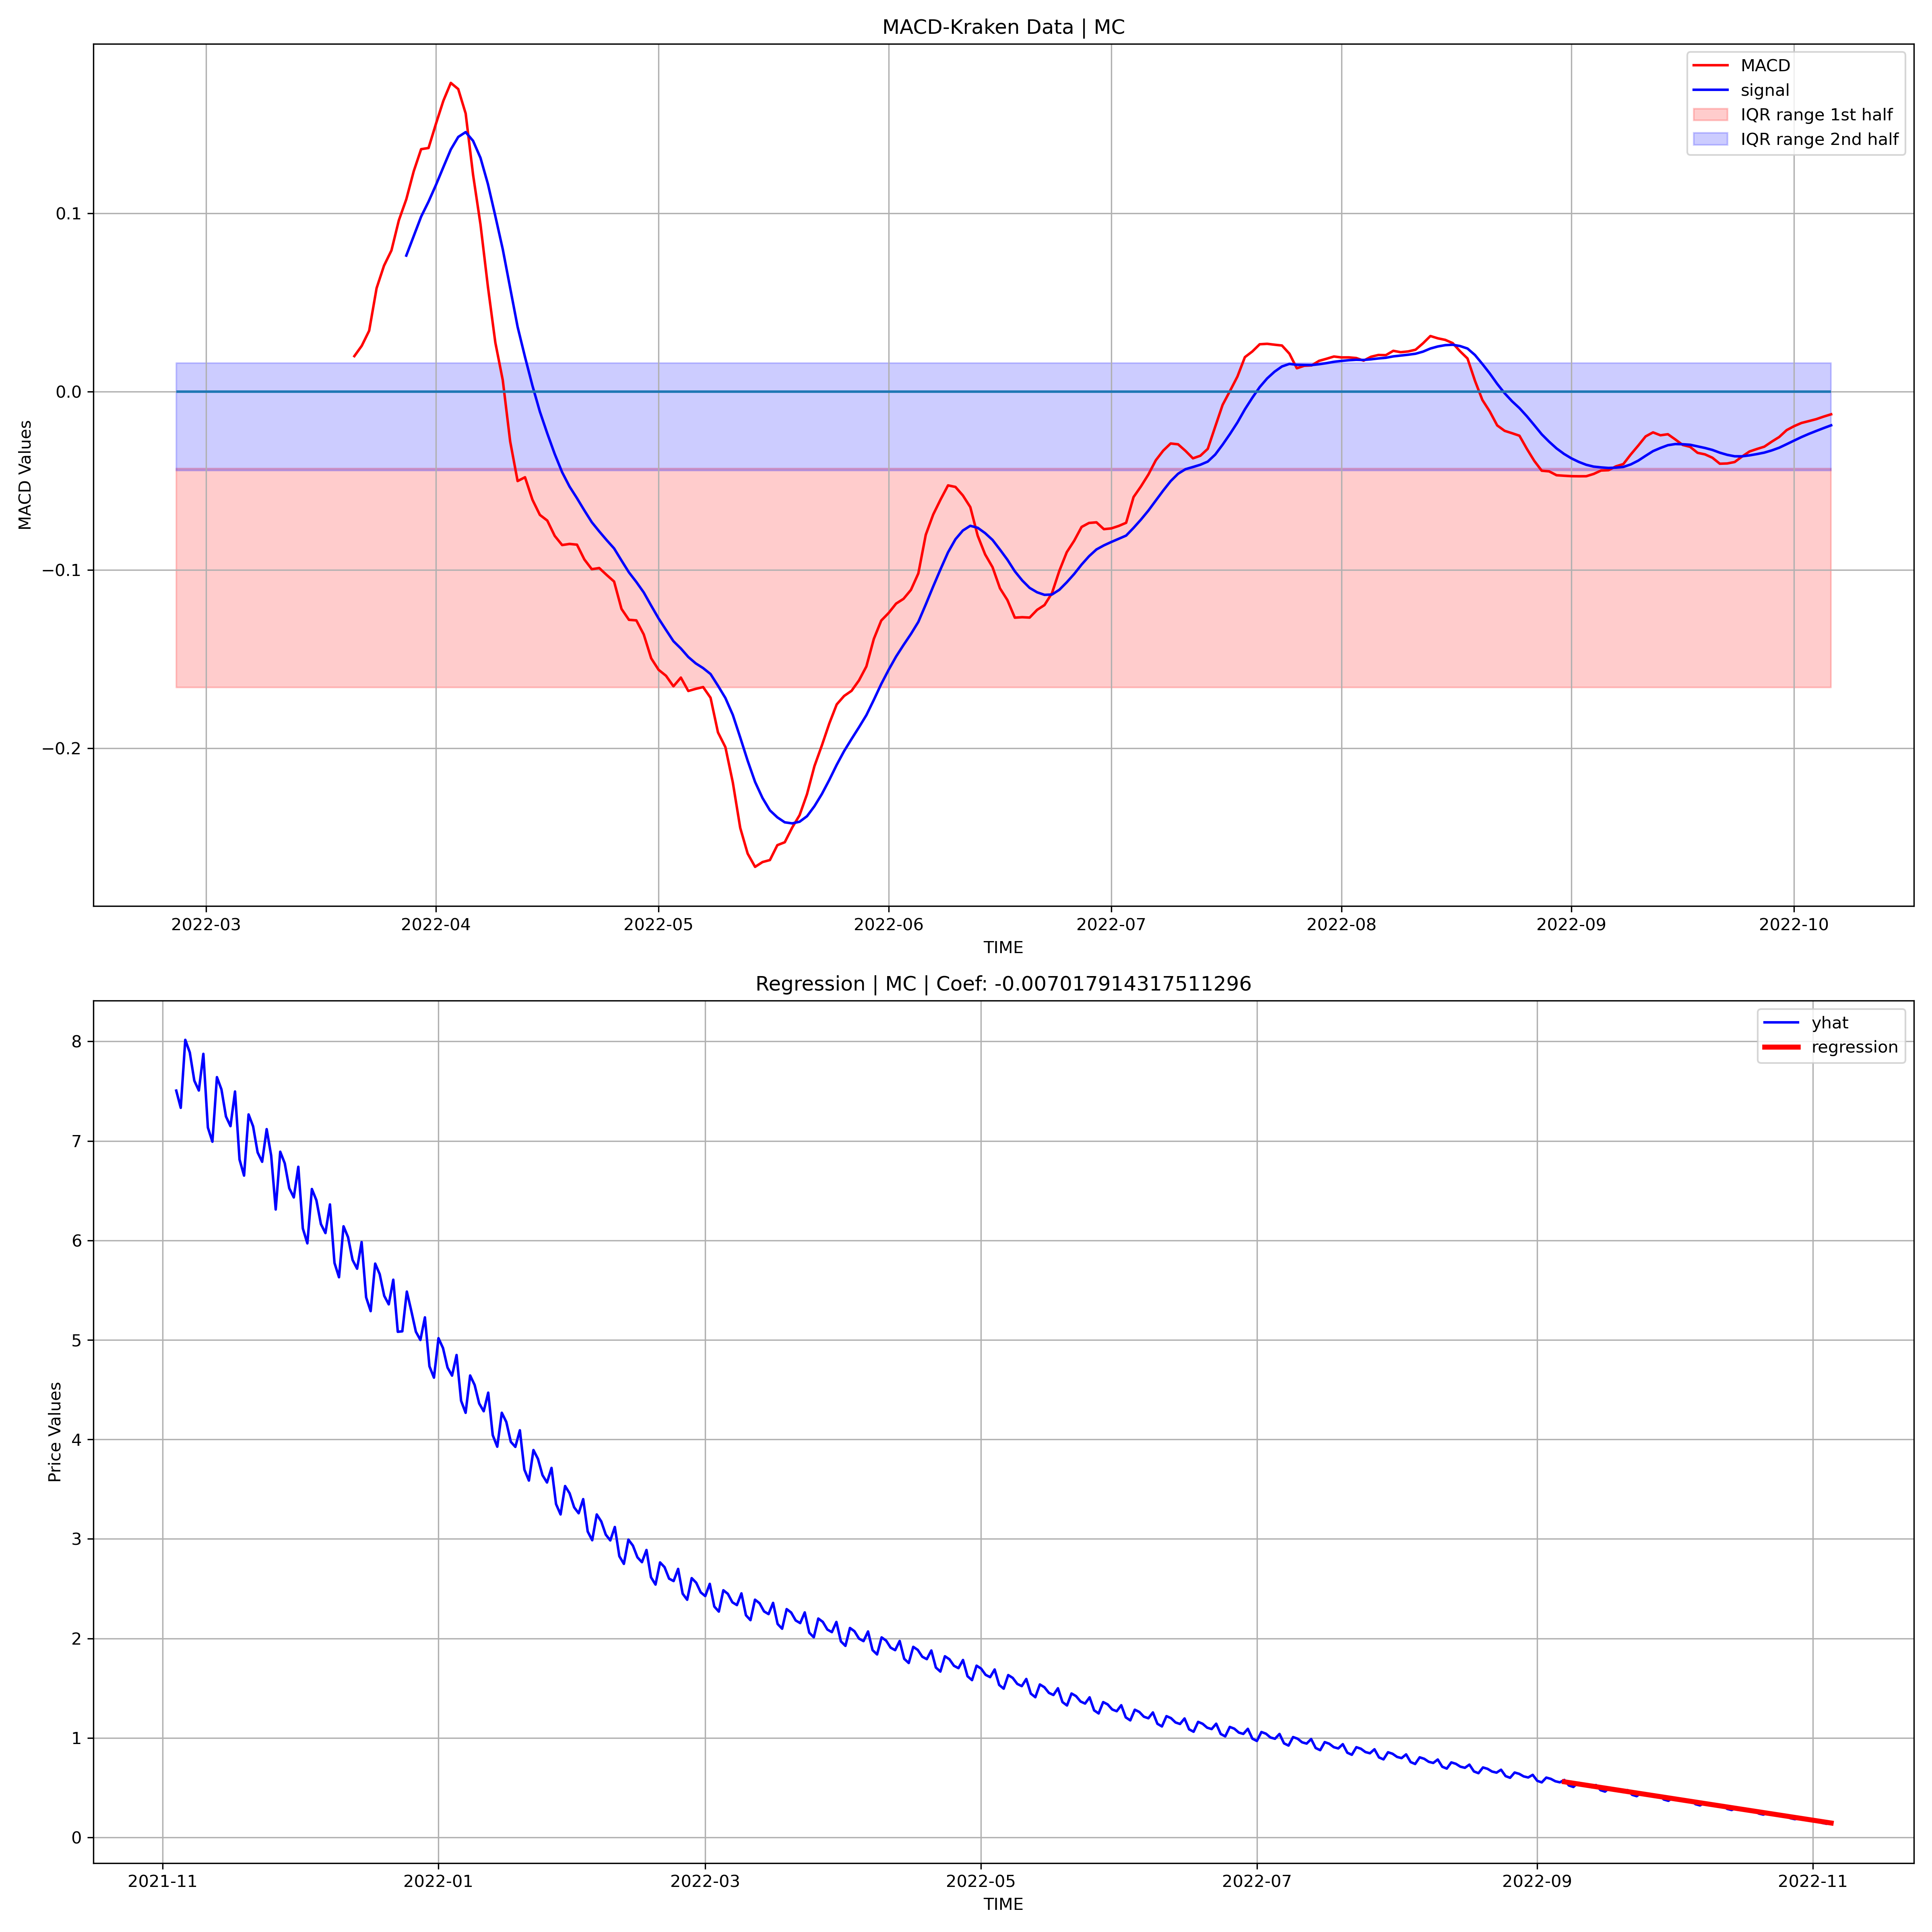 MACD-Kraken Data | MC
MACD
signal
IQR range 1st half
IQR range 2nd half
MACD Values
0.1
0.0
−0.1
−0.2
2022-03 2022-04 2022-05 2022-06 2022-07 2022-08 2022-09 2022-10
TIME
Regression | MC | Coef: -0.007017914317511296
yhat
regression
Price Values
8
7
6
5
4
3
2
1
0
2021-11 2022-01 2022-03 2022-05 2022-07 2022-09 2022-11
TIME